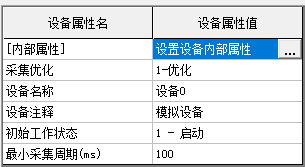 设备属性名 设备属性值
[内部属性] 设置设备内部属性 ...
采集优化 1-优化
设备名称 设备0
设备注释 模拟设备
初始工作状态 1 - 启动
最小采集周期(ms) 100